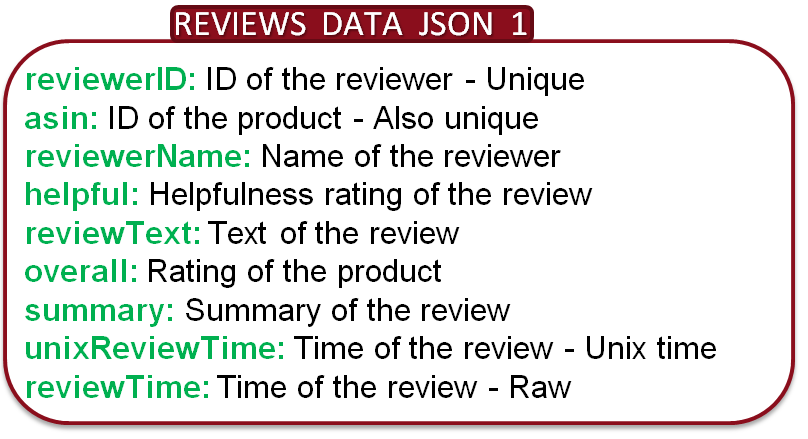 REVIEWS DATA JSON 1
reviewerID: ID of the reviewer - Unique
asin: ID of the product - Also unique
reviewerName: Name of the reviewer
helpful: Helpfulness rating of the review
reviewText: Text of the review
overall: Rating of the product
summary: Summary of the review
unixReviewTime: Time of the review - Unix time
reviewTime: Time of the review - Raw